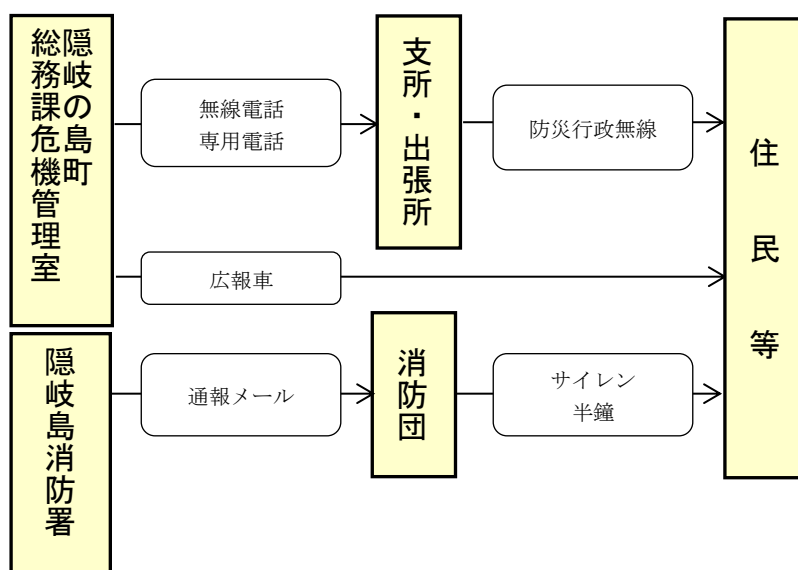 隠岐の島町
総務課危機管理室
無線電話
専用電話
支所・出張所
防災行政無線
住民等
広報車
隠岐島消防署
通報メール
消防団
サイレン
半鐘